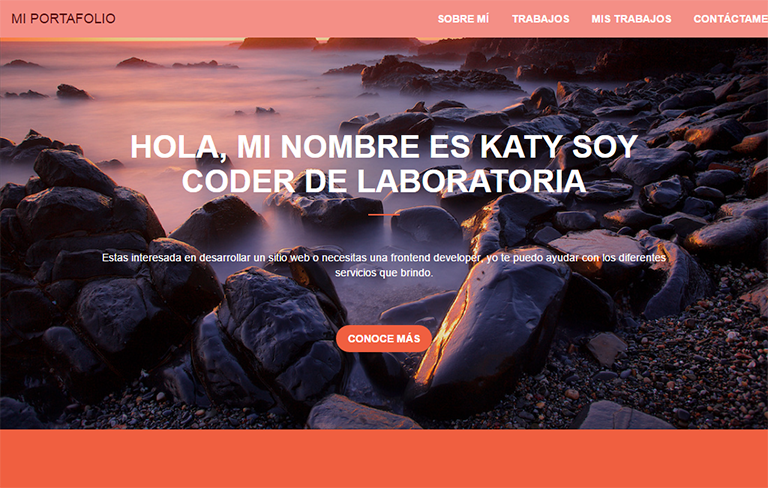 MI PORTAFOLIO
SOBRE MÍ
TRABAJOS
MIS TRABAJOS
CONTÁCTAME
HOLA, MI NOMBRE ES KATY SOY
CODER DE LABORATORIA
Estas interesada en desarrollar un sitio web o necesitas una frontend developer, yo te puedo ayudar con los diferentes
servicios que brindo.
CONOCE MÁS